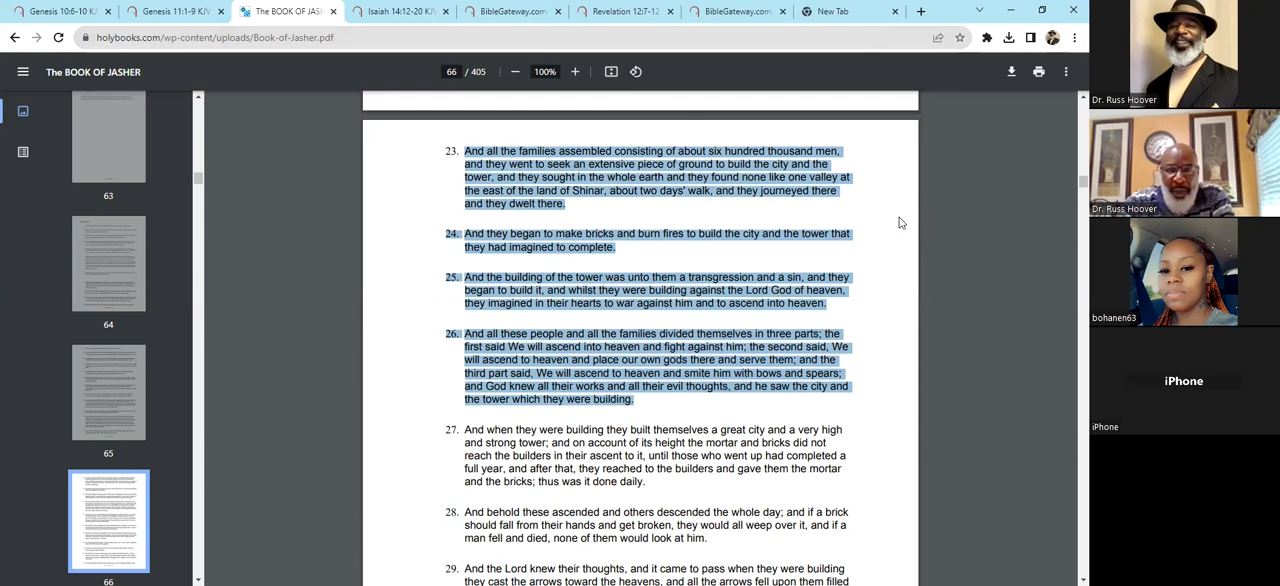 Genesis 10:6-10 KJV
Genesis 11:1-9 KJV
The BOOK OF JASH
Isaiah 14:12-20 KJV
BibleGateway.com
Revelation 12:7-12
BibleGateway.com
New Tab
holybooks.com/wp-content/uploads/Book-of-Jasher.pdf
The BOOK OF JASHER
66 / 405
100%
63
64
65
66
23. And all the families assembled consisting of about six hundred thousand men,
and they went to seek an extensive piece of ground to build the city and the
tower, and they sought in the whole earth and they found none like one valley at
the east of the land of Shinar, about two days' walk, and they journeyed there
and they dwelt there.
24. And they began to make bricks and burn fires to build the city and the tower that
they had imagined to complete.
25. And the building of the tower was unto them a transgression and a sin, and they
began to build it, and whilst they were building against the Lord God of heaven,
they imagined in their hearts to war against him and to ascend into heaven.
26. And all these people and all the families divided themselves in three parts; the
first said We will ascend into heaven and fight against him; the second said, We
will ascend to heaven and place our own gods there and serve them; and the
third part said, We will ascend to heaven and smite him with bows and spears;
and God knew all their works and all their evil thoughts, and he saw the city and
the tower which they were building.
27. And when they were building they built themselves a great city and a very high
and strong tower; and on account of its height the mortar and bricks did not
reach the builders in their ascent to it, until those who went up had completed a
full year, and after that, they reached to the builders and gave them the mortar
and the bricks; thus was it done daily.
28. And behold these ascended and others descended the whole day; and if a brick
should fall from their hands and get broken, they would all weep over it, and if a
man fell and died, none of them would look at him.
29. And the Lord knew their thoughts, and it came to pass when they were building
they cast the arrows toward the heavens, and all the arrows fell upon them filled
Dr. Russ Hoover
Dr. Russ Hoover
bohanen63
iPhone
iPhone